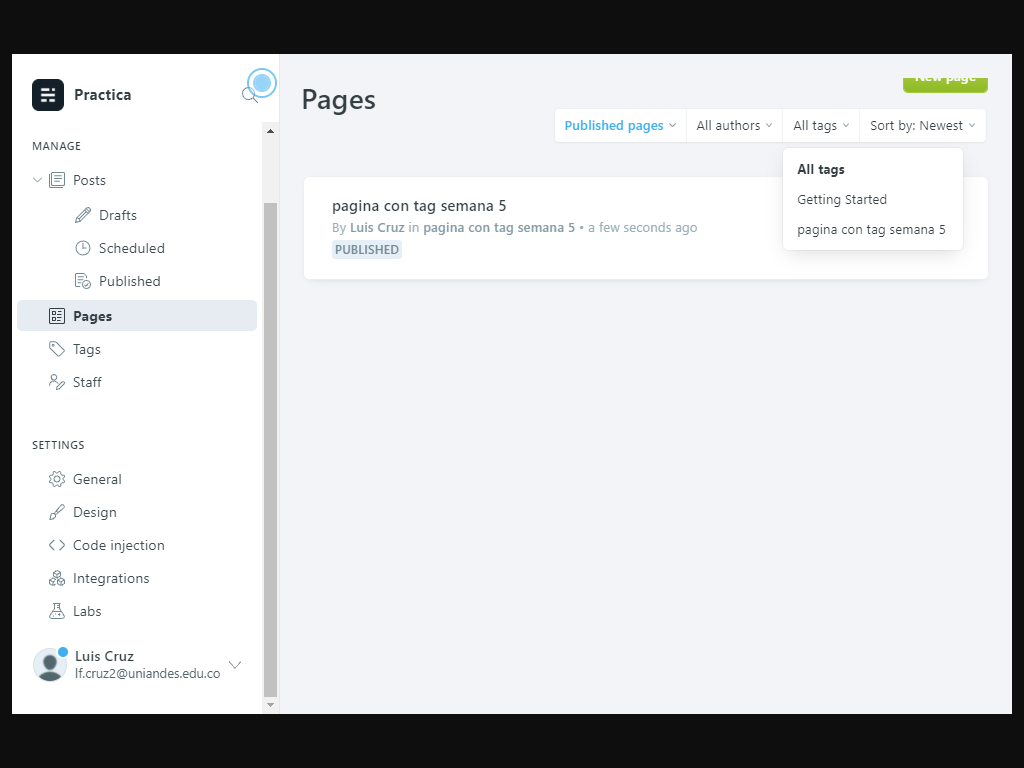 Practica
MANAGE
Posts
Drafts
Scheduled
Published
Pages
Tags
Staff
SETTINGS
General
Design
Code injection
Integrations
Labs
Luis Cruz
lf.cruz2@uniandes.edu.co
Pages
New page
Published pages
All authors
All tags
Sort by: Newest
All tags
Getting Started
pagina con tag semana 5
pagina con tag semana 5
By Luis Cruz in pagina con tag semana 5 • a few seconds ago
PUBLISHED